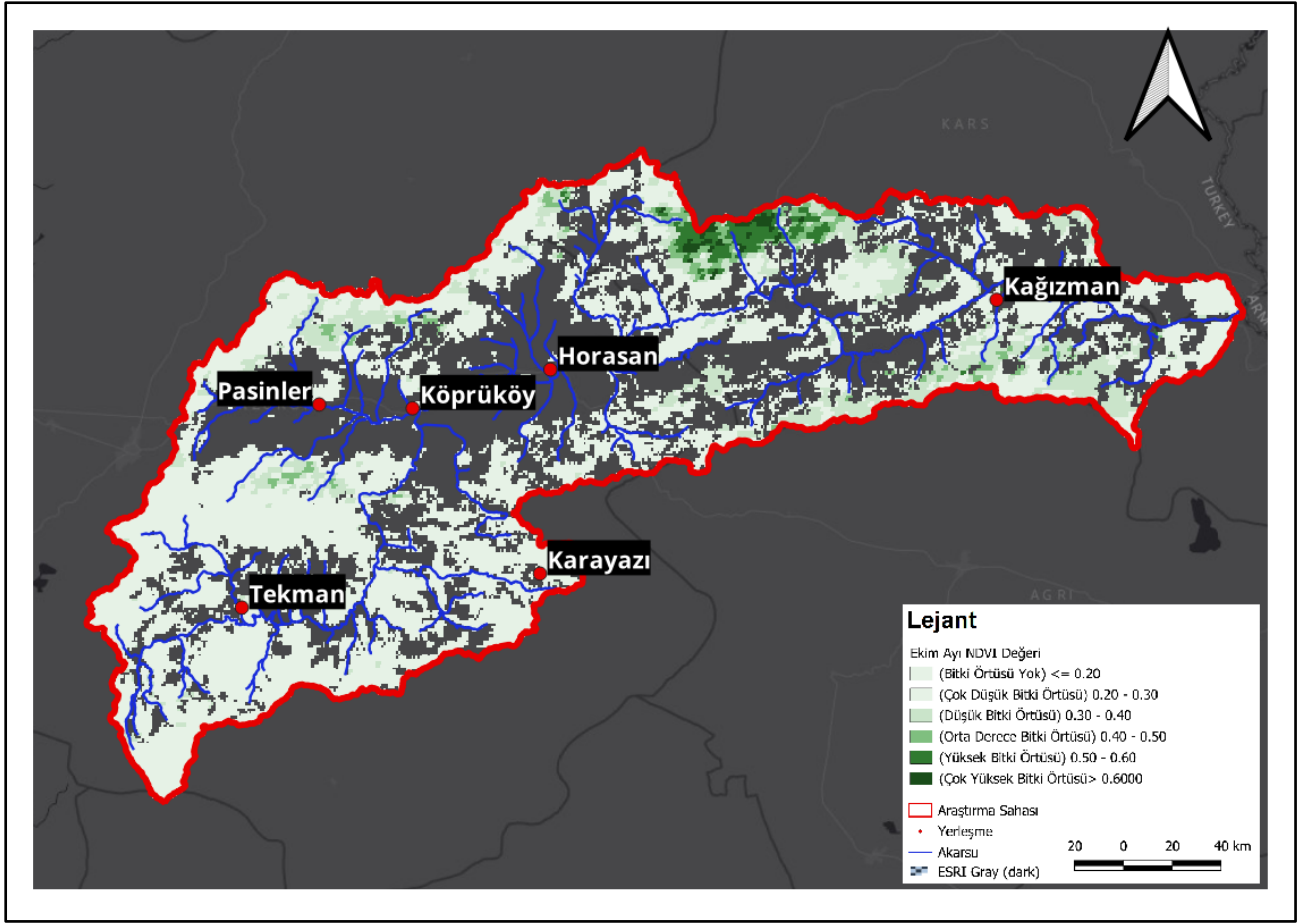 KARS
TURKEY
ARM
Kağızman
Horasan
Pasinler
Köprüköy
Karayazı
Tekman
AGRI
Lejant
Ekim Ayı NDVI Değeri
(Bitki Örtüsü Yok) <= 0.20
(Çok Düşük Bitki Örtüsü) 0.20 - 0.30
(Düşük Bitki Örtüsü) 0.30 - 0.40
(Orta Derece Bitki Örtüsü) 0.40 - 0.50
(Yüksek Bitki Örtüsü) 0.50 - 0.60
(Çok Yüksek Bitki Örtüsü> 0.6000
Araştırma Sahası
Yerleşme
Akarsu
ESRI Gray (dark)
20 0 20 40 km